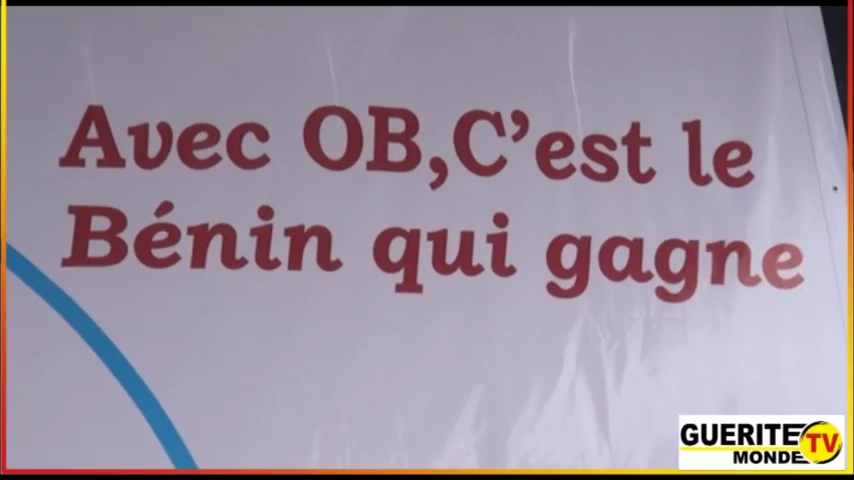 Avec OB,C'est le
Bénin qui gagne
GUERITE TV
MONDE